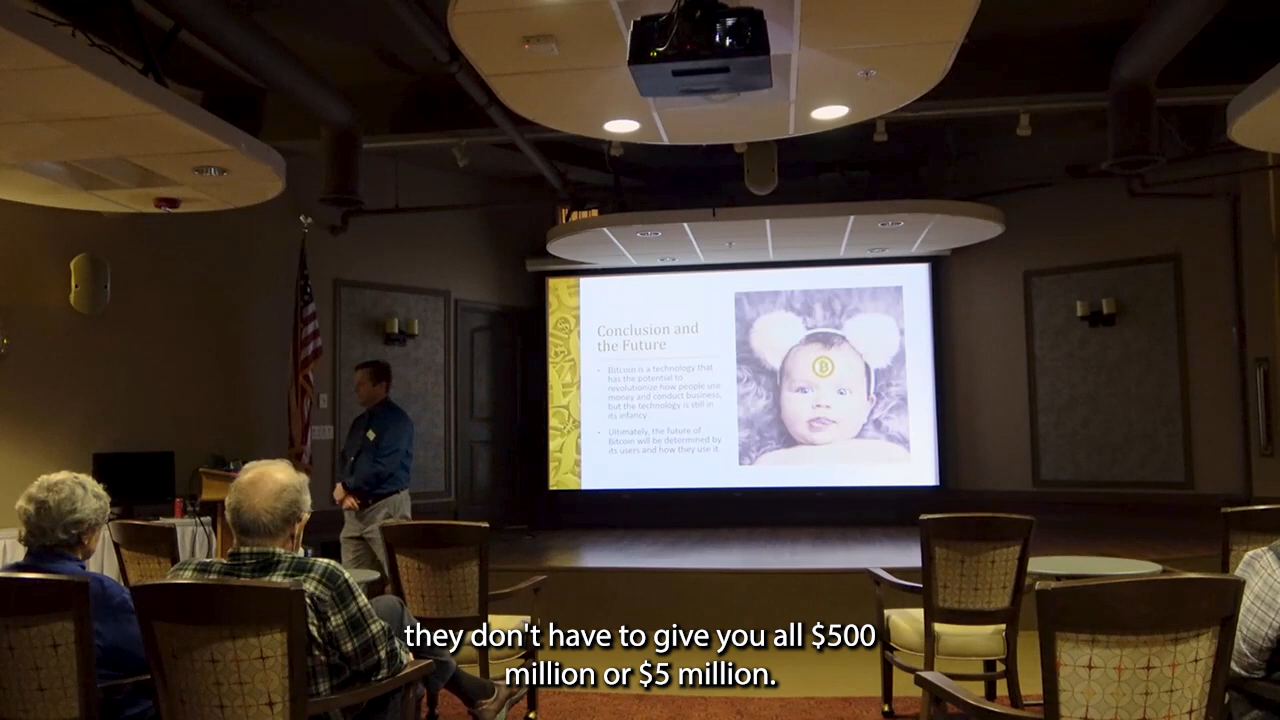 Conclusion and
the Future
Bitcoin is a technology that
has the potential to
revolutionize how people use
money and conduct business,
but the technology is still in
its infancy
Ultimately, the future of
Bitcoin will be determined by
its users and how they use it
they don't have to give you all $500
million or $5 million.